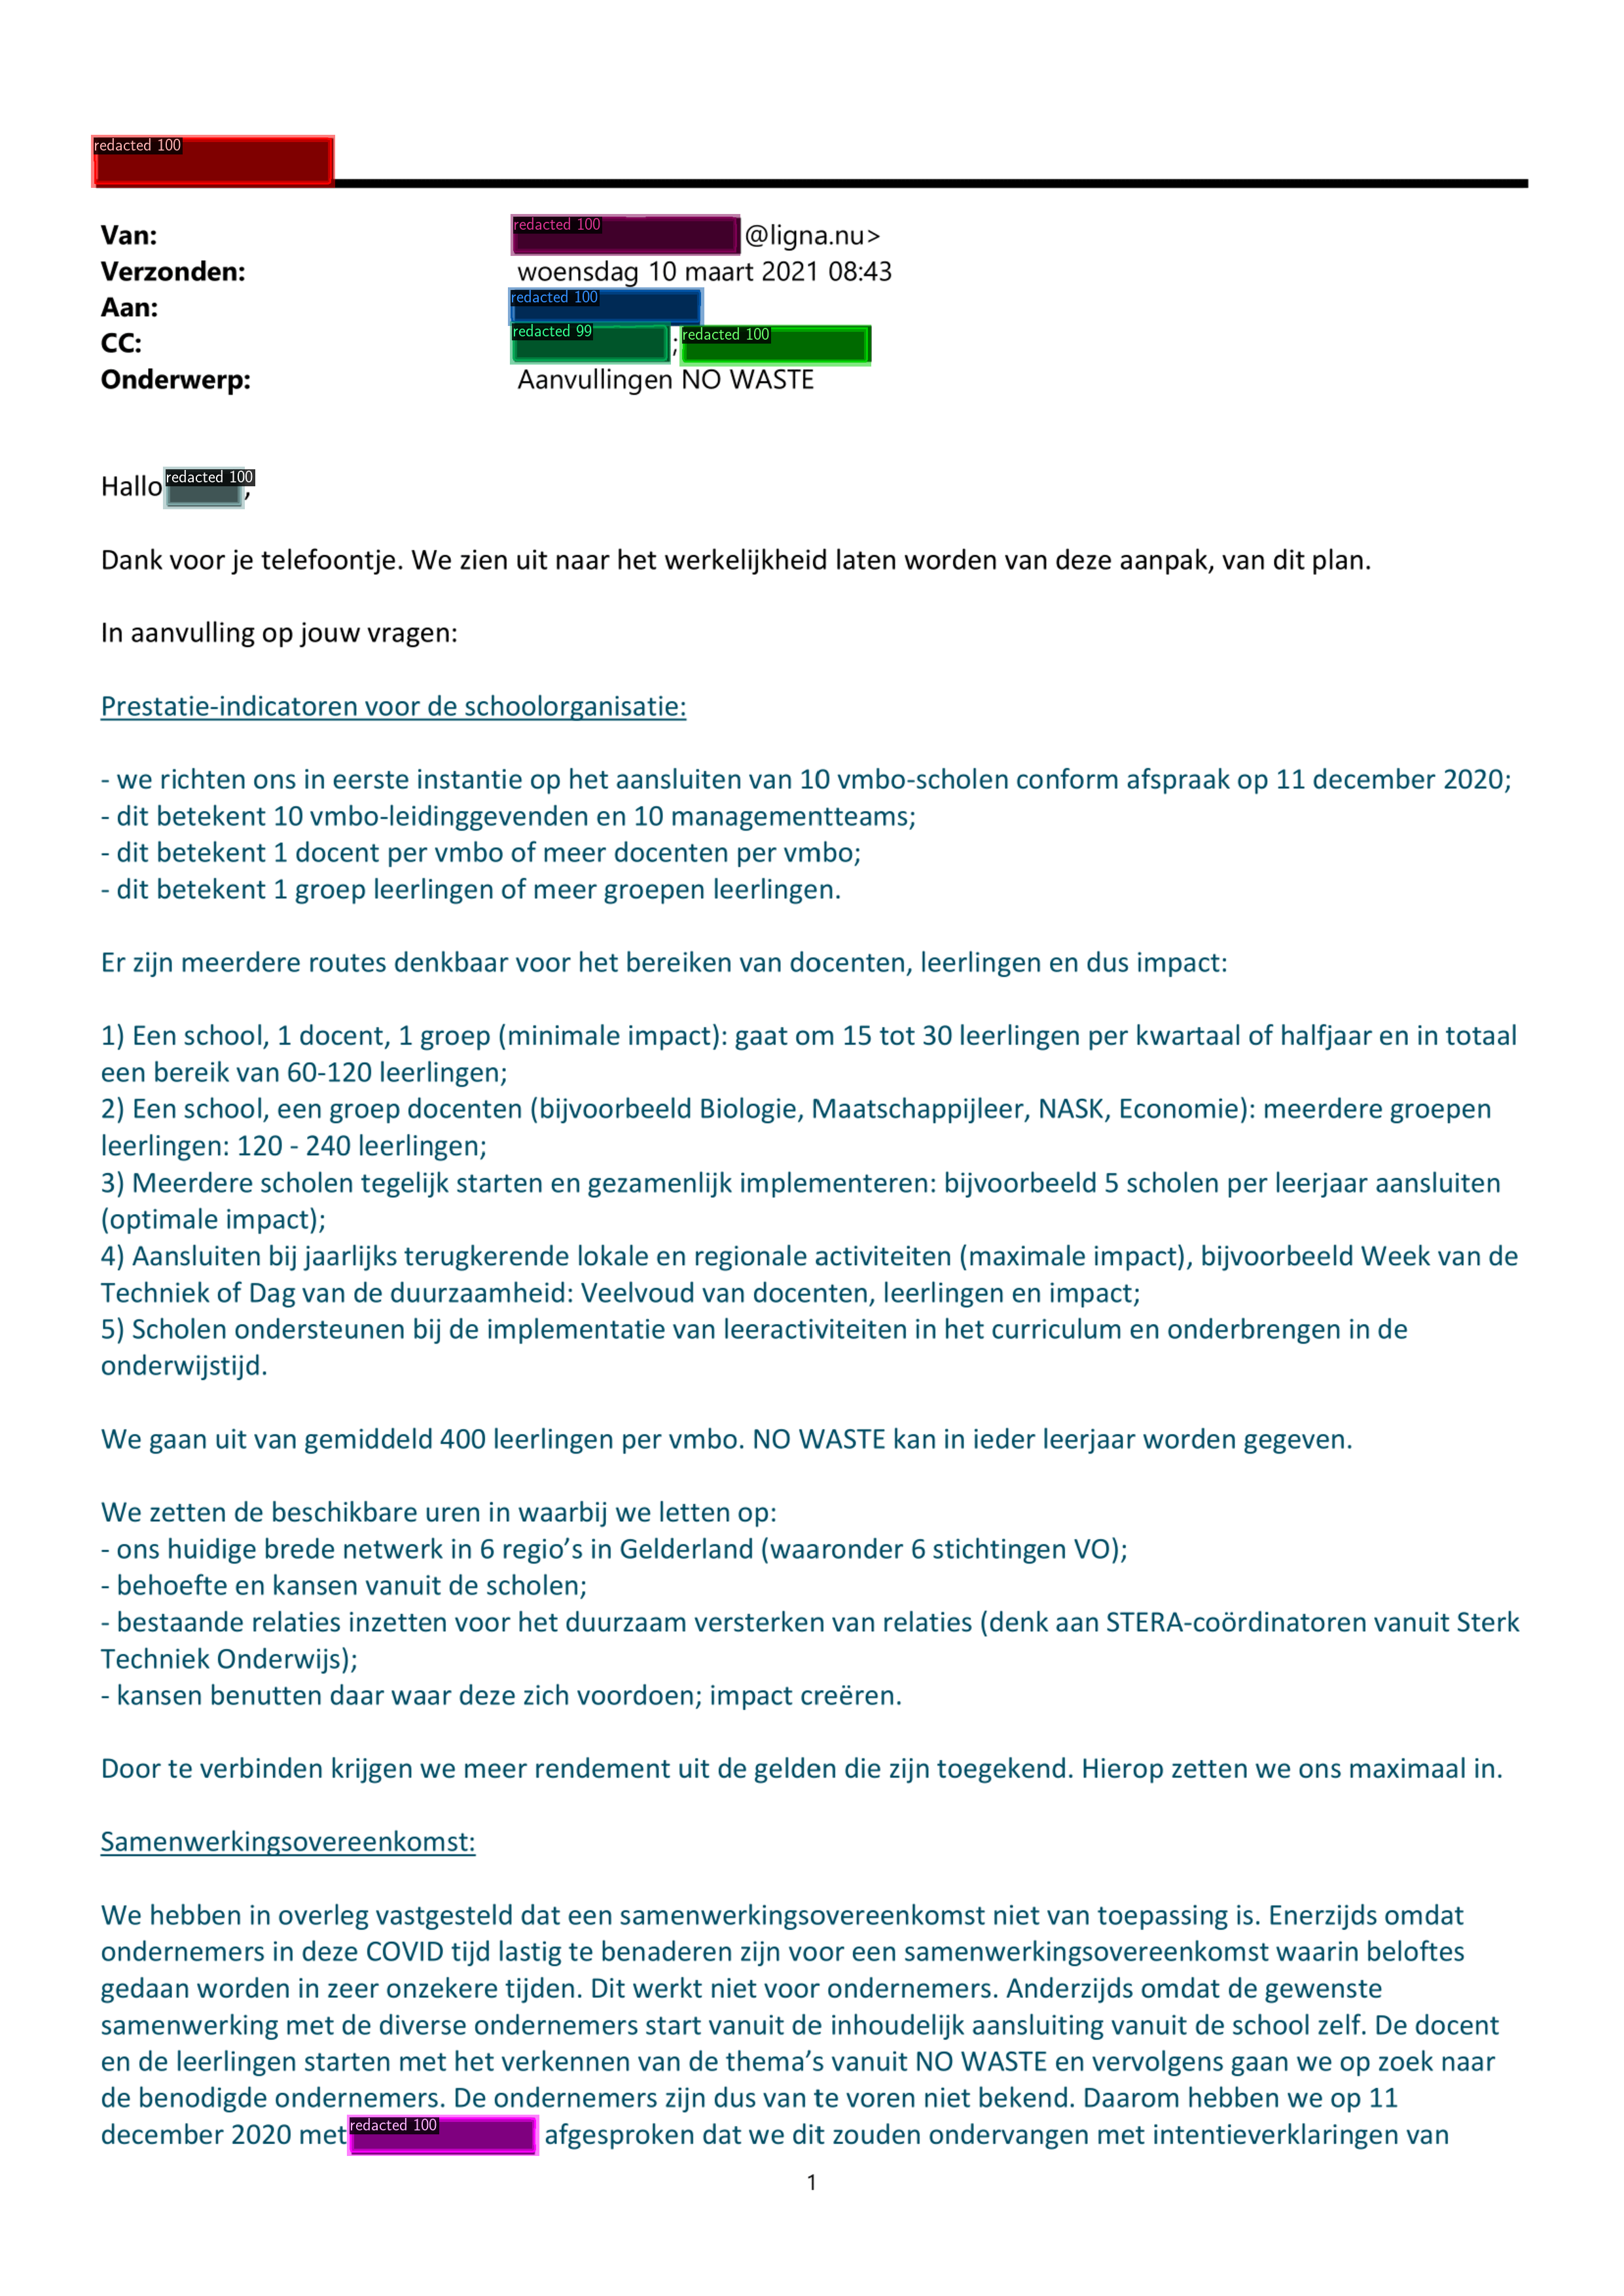 redacted 100
Van: redacted 100 @ligna.nu>
Verzonden: woensdag 10 maart 2021 08:43
Aan: redacted 100
CC: redacted 99 ; redacted 100
Onderwerp: Aanvullingen NO WASTE
Hallo redacted 100 ,
Dank voor je telefoontje. We zien uit naar het werkelijkheid laten worden van deze aanpak, van dit plan.
In aanvulling op jouw vragen:
Prestatie-indicatoren voor de schoolorganisatie:
- we richten ons in eerste instantie op het aansluiten van 10 vmbo-scholen conform afspraak op 11 december 2020;
- dit betekent 10 vmbo-leidinggevenden en 10 managementteams;
- dit betekent 1 docent per vmbo of meer docenten per vmbo;
- dit betekent 1 groep leerlingen of meer groepen leerlingen.
Er zijn meerdere routes denkbaar voor het bereiken van docenten, leerlingen en dus impact:
1) Een school, 1 docent, 1 groep (minimale impact): gaat om 15 tot 30 leerlingen per kwartaal of halfjaar en in totaal
een bereik van 60-120 leerlingen;
2) Een school, een groep docenten (bijvoorbeeld Biologie, Maatschappijleer, NASK, Economie): meerdere groepen
leerlingen: 120 - 240 leerlingen;
3) Meerdere scholen tegelijk starten en gezamenlijk implementeren: bijvoorbeeld 5 scholen per leerjaar aansluiten
(optimale impact);
4) Aansluiten bij jaarlijks terugkerende lokale en regionale activiteiten (maximale impact), bijvoorbeeld Week van de
Techniek of Dag van de duurzaamheid: Veelvoud van docenten, leerlingen en impact;
5) Scholen ondersteunen bij de implementatie van leeractiviteiten in het curriculum en onderbrengen in de
onderwijstijd.
We gaan uit van gemiddeld 400 leerlingen per vmbo. NO WASTE kan in ieder leerjaar worden gegeven.
We zetten de beschikbare uren in waarbij we letten op:
- ons huidige brede netwerk in 6 regio’s in Gelderland (waaronder 6 stichtingen VO);
- behoefte en kansen vanuit de scholen;
- bestaande relaties inzetten voor het duurzaam versterken van relaties (denk aan STERA-coördinatoren vanuit Sterk
Techniek Onderwijs);
- kansen benutten daar waar deze zich voordoen; impact creëren.
Door te verbinden krijgen we meer rendement uit de gelden die zijn toegekend. Hierop zetten we ons maximaal in.
Samenwerkingsovereenkomst:
We hebben in overleg vastgesteld dat een samenwerkingsovereenkomst niet van toepassing is. Enerzijds omdat
ondernemers in deze COVID tijd lastig te benaderen zijn voor een samenwerkingsovereenkomst waarin beloftes
gedaan worden in zeer onzekere tijden. Dit werkt niet voor ondernemers. Anderzijds omdat de gewenste
samenwerking met de diverse ondernemers start vanuit de inhoudelijk aansluiting vanuit de school zelf. De docent
en de leerlingen starten met het verkennen van de thema’s vanuit NO WASTE en vervolgens gaan we op zoek naar
de benodigde ondernemers. De ondernemers zijn dus van te voren niet bekend. Daarom hebben we op 11
december 2020 met redacted 100 afgesproken dat we dit zouden ondervangen met intentieverklaringen van
1